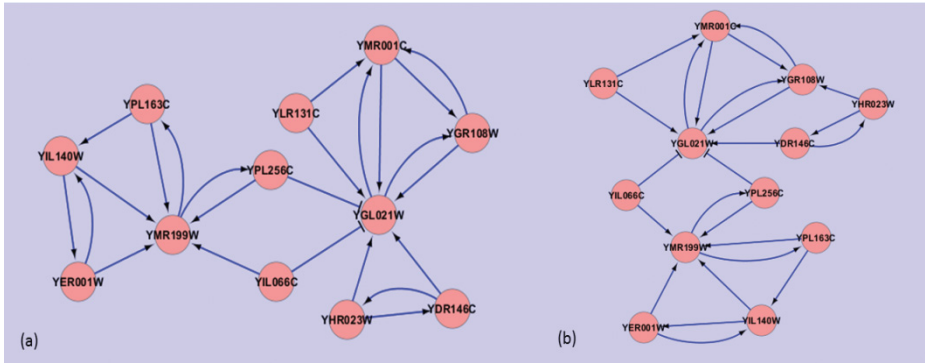 YMR001C
YLR131C
YGR108W
YPL163C
YIL140W
YPL256C
YGL021W
YMR199W
YER001W
YIL066C
YHR023W
YDR146C
(a)
YMR001C
YLR131C
YGR108W
YHR023W
YGL021W
YDR146C
YIL066C
YPL256C
YMR199W
YPL163C
YER001W
YIL140W
(b)